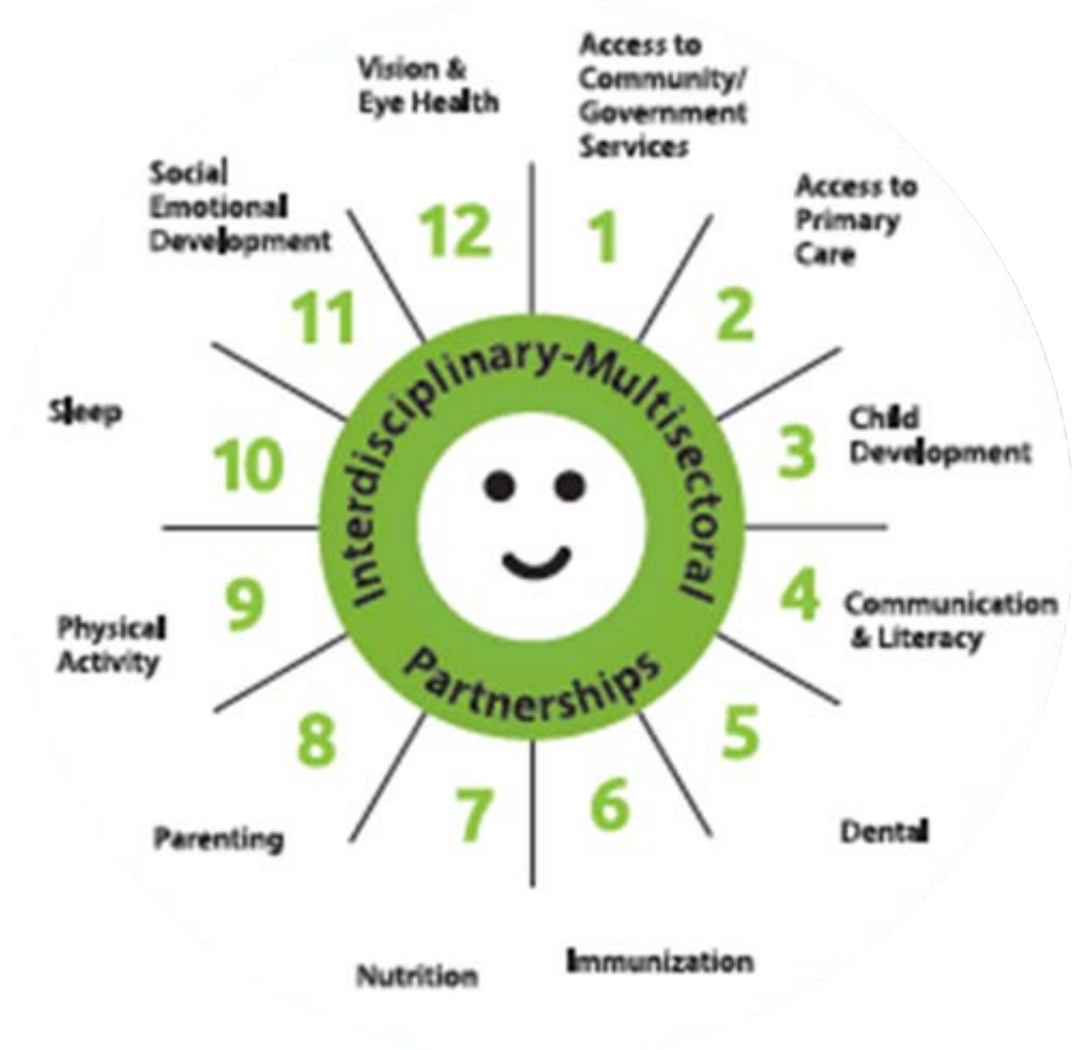 Vision &
Eye Health
Access to
Community/
Government
Services
Social
Emotional
Development
Access to
Primary
Care
12
1
11
2
Interdisciplinary-Multisectoral
Sleep
Child
Development
10
3
9
4
Communication
& Literacy
Physical
Activity
Partnerships
8
5
7
6
Parenting
Dental
Nutrition
Immunization